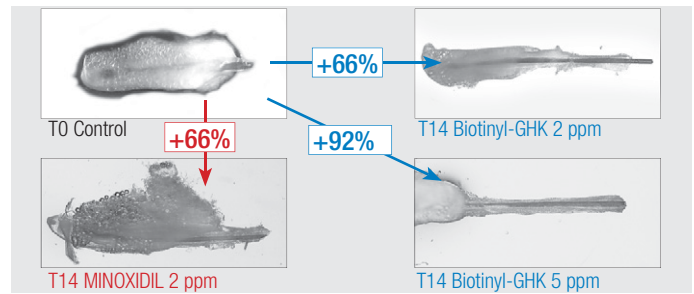 +66%
T0 Control
T14 Biotinyl-GHK 2 ppm
+66%
+92%
T14 MINOXIDIL 2 ppm
T14 Biotinyl-GHK 5 ppm